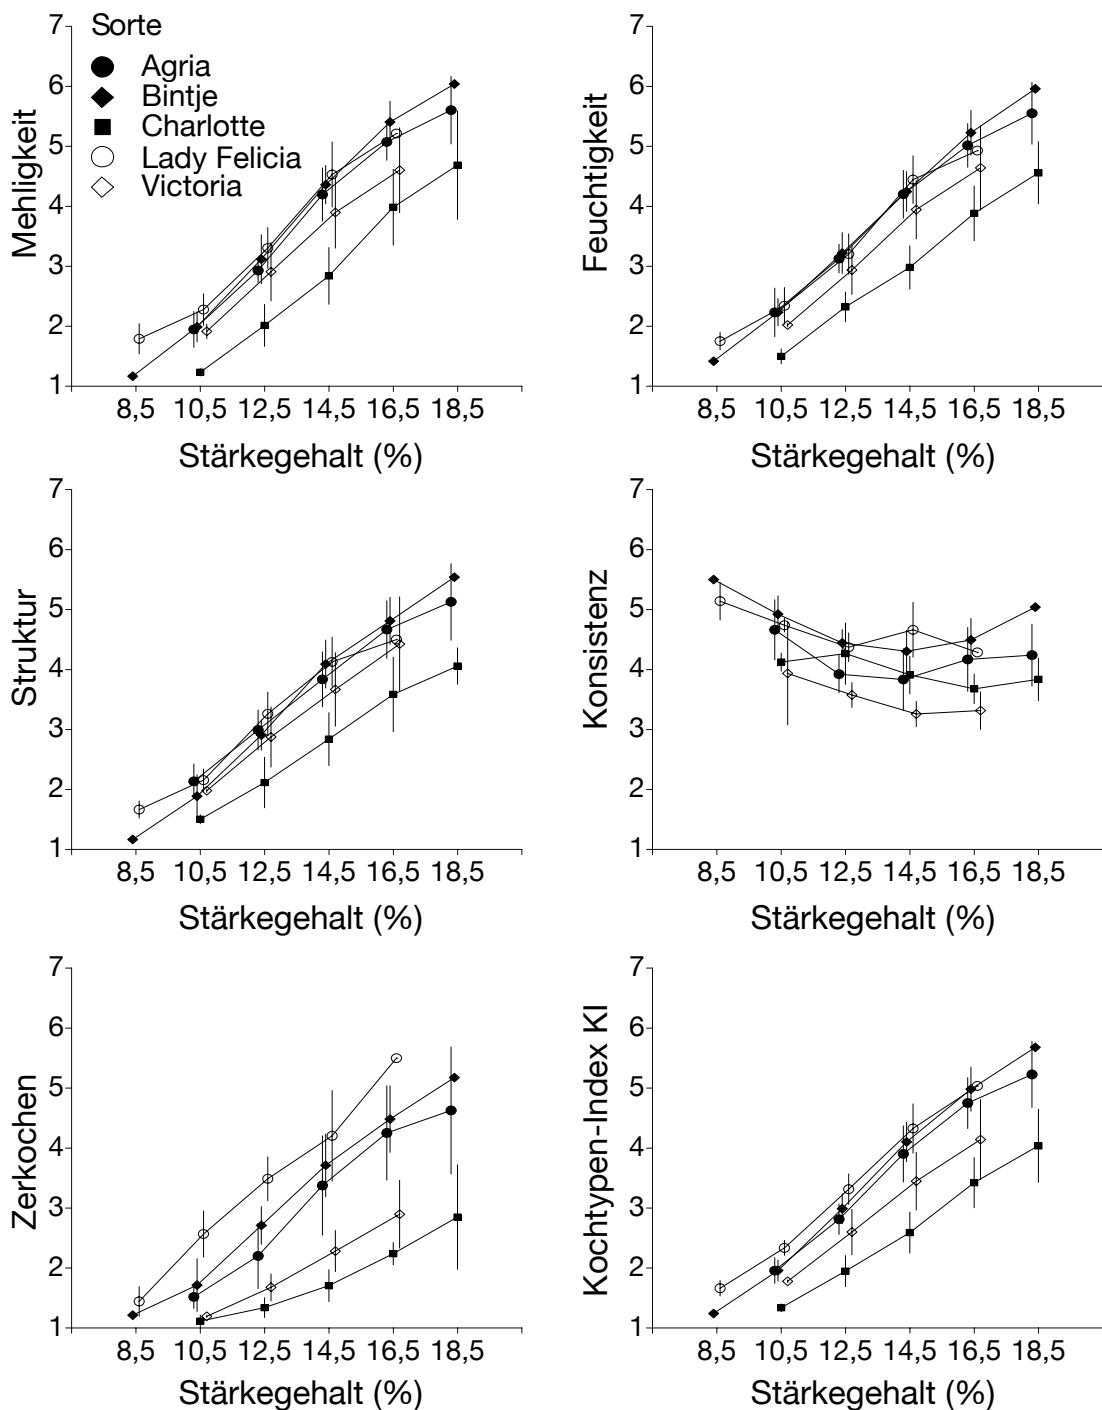 Sorte
Agria
Bintje
Charlotte
Lady Felicia
Victoria
Mehligkeit
7
6
5
4
3
2
1
8,5 10,5 12,5 14,5 16,5 18,5
Stärkegehalt (%)
Feuchtigkeit
7
6
5
4
3
2
1
8,5 10,5 12,5 14,5 16,5 18,5
Stärkegehalt (%)
Struktur
7
6
5
4
3
2
1
8,5 10,5 12,5 14,5 16,5 18,5
Stärkegehalt (%)
Konsistenz
7
6
5
4
3
2
1
8,5 10,5 12,5 14,5 16,5 18,5
Stärkegehalt (%)
Zerkochen
7
6
5
4
3
2
1
8,5 10,5 12,5 14,5 16,5 18,5
Stärkegehalt (%)
Kochtypen-Index KI
7
6
5
4
3
2
1
8,5 10,5 12,5 14,5 16,5 18,5
Stärkegehalt (%)